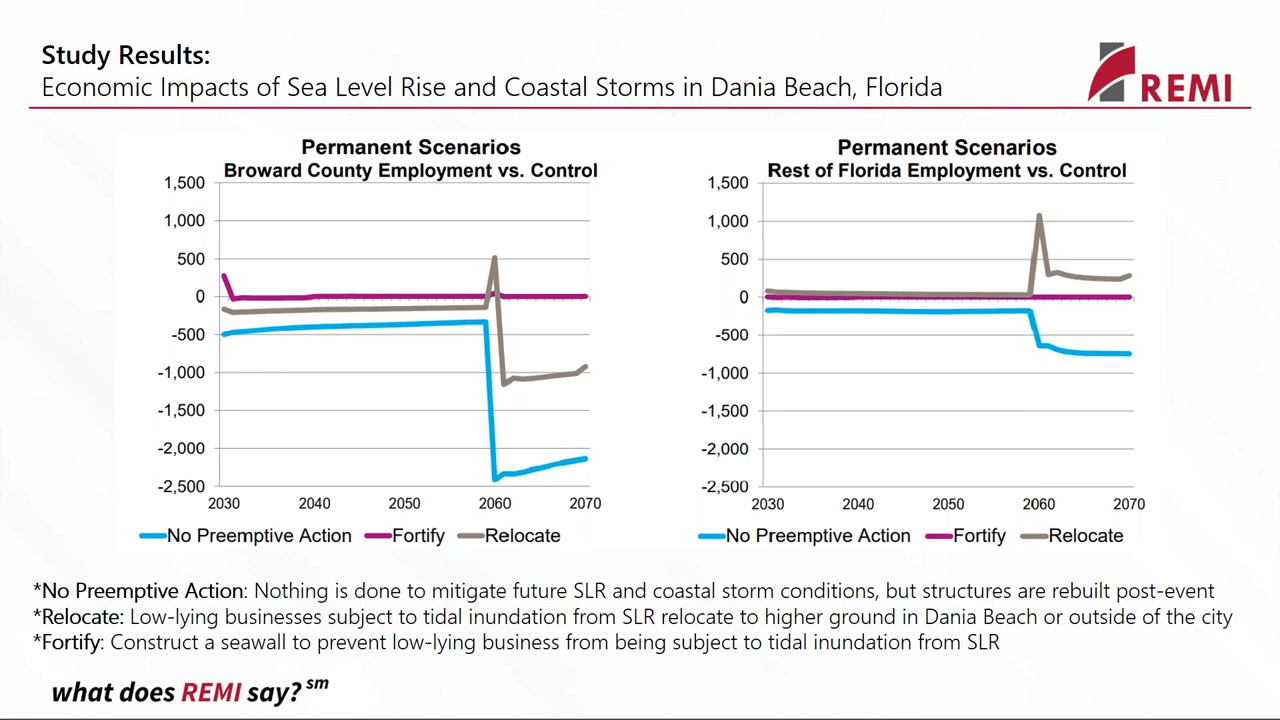 Study Results:
Economic Impacts of Sea Level Rise and Coastal Storms in Dania Beach, Florida
REMI
Permanent Scenarios
Broward County Employment vs. Control
1,500
1,000
500
0
-500
-1,000
-1,500
-2,000
-2,500
2030 2040 2050 2060 2070
No Preemptive Action Fortify Relocate
Permanent Scenarios
Rest of Florida Employment vs. Control
1,500
1,000
500
0
-500
-1,000
-1,500
-2,000
-2,500
2030 2040 2050 2060 2070
No Preemptive Action Fortify Relocate
*No Preemptive Action: Nothing is done to mitigate future SLR and coastal storm conditions, but structures are rebuilt post-event
*Relocate: Low-lying businesses subject to tidal inundation from SLR relocate to higher ground in Dania Beach or outside of the city
*Fortify: Construct a seawall to prevent low-lying business from being subject to tidal inundation from SLR
what does REMI say? sm